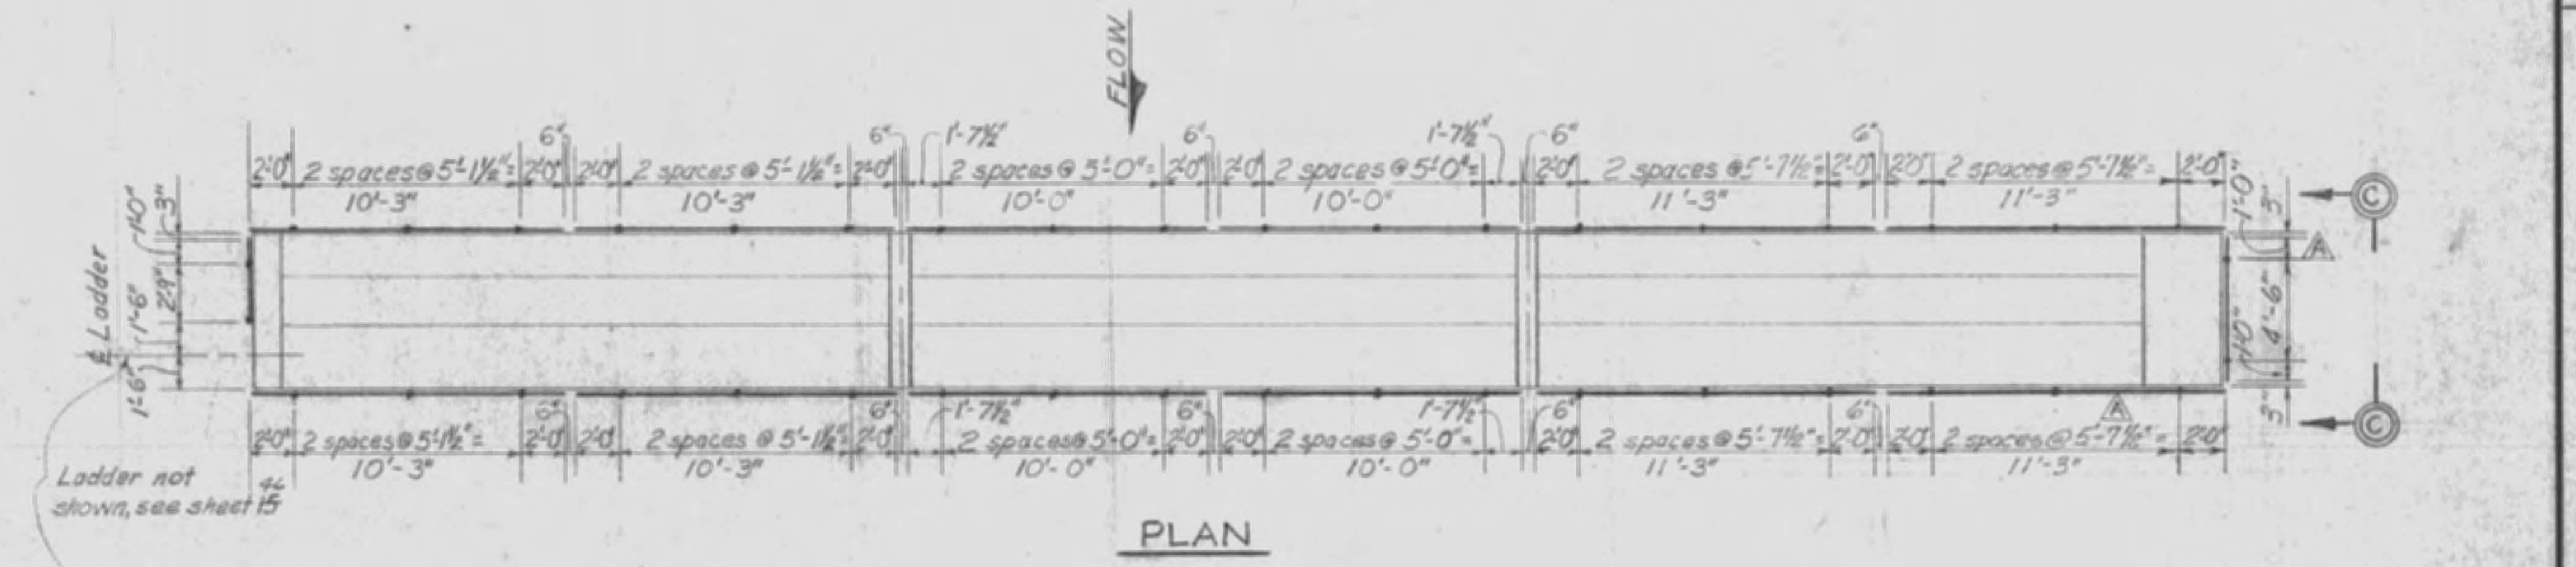 FLOW
6" 6" 1'-7½" 6" 1'-7½" 6" 6"
2'-0" 2 spaces @ 5'-1½" = 2'-0" 2'-0" 2 spaces @ 5'-1½" = 2'-0" 2 spaces @ 5'-0" = 2'-0" 2'-0" 2 spaces @ 5'-0" = 2'-0" 2 spaces @ 5'-7½" = 2'-0" 2'-0" 2 spaces @ 5'-7½" = 2'-0"
10'-3" 10'-3" 10'-0" 10'-0" 11'-3" 11'-3"
1'-0" 3"
1'-0" 3"
C
A
℄ Ladder
1'-6" 1'-6" 2'-9"
1'-0" 4'-6"
3"
A
C
6" 6" 1'-7½" 6" 1'-7½" 6" 6"
2'-0" 2 spaces @ 5'-1½" = 2'-0" 2'-0" 2 spaces @ 5'-1½" = 2'-0" 2 spaces @ 5'-0" = 2'-0" 2'-0" 2 spaces @ 5'-0" = 2'-0" 2 spaces @ 5'-7½" = 2'-0" 2'-0" 2 spaces @ 5'-7½" = 2'-0"
10'-3" 10'-3" 10'-0" 10'-0" 11'-3" 11'-3"
Ladder not
46
shown, see sheet 15
PLAN